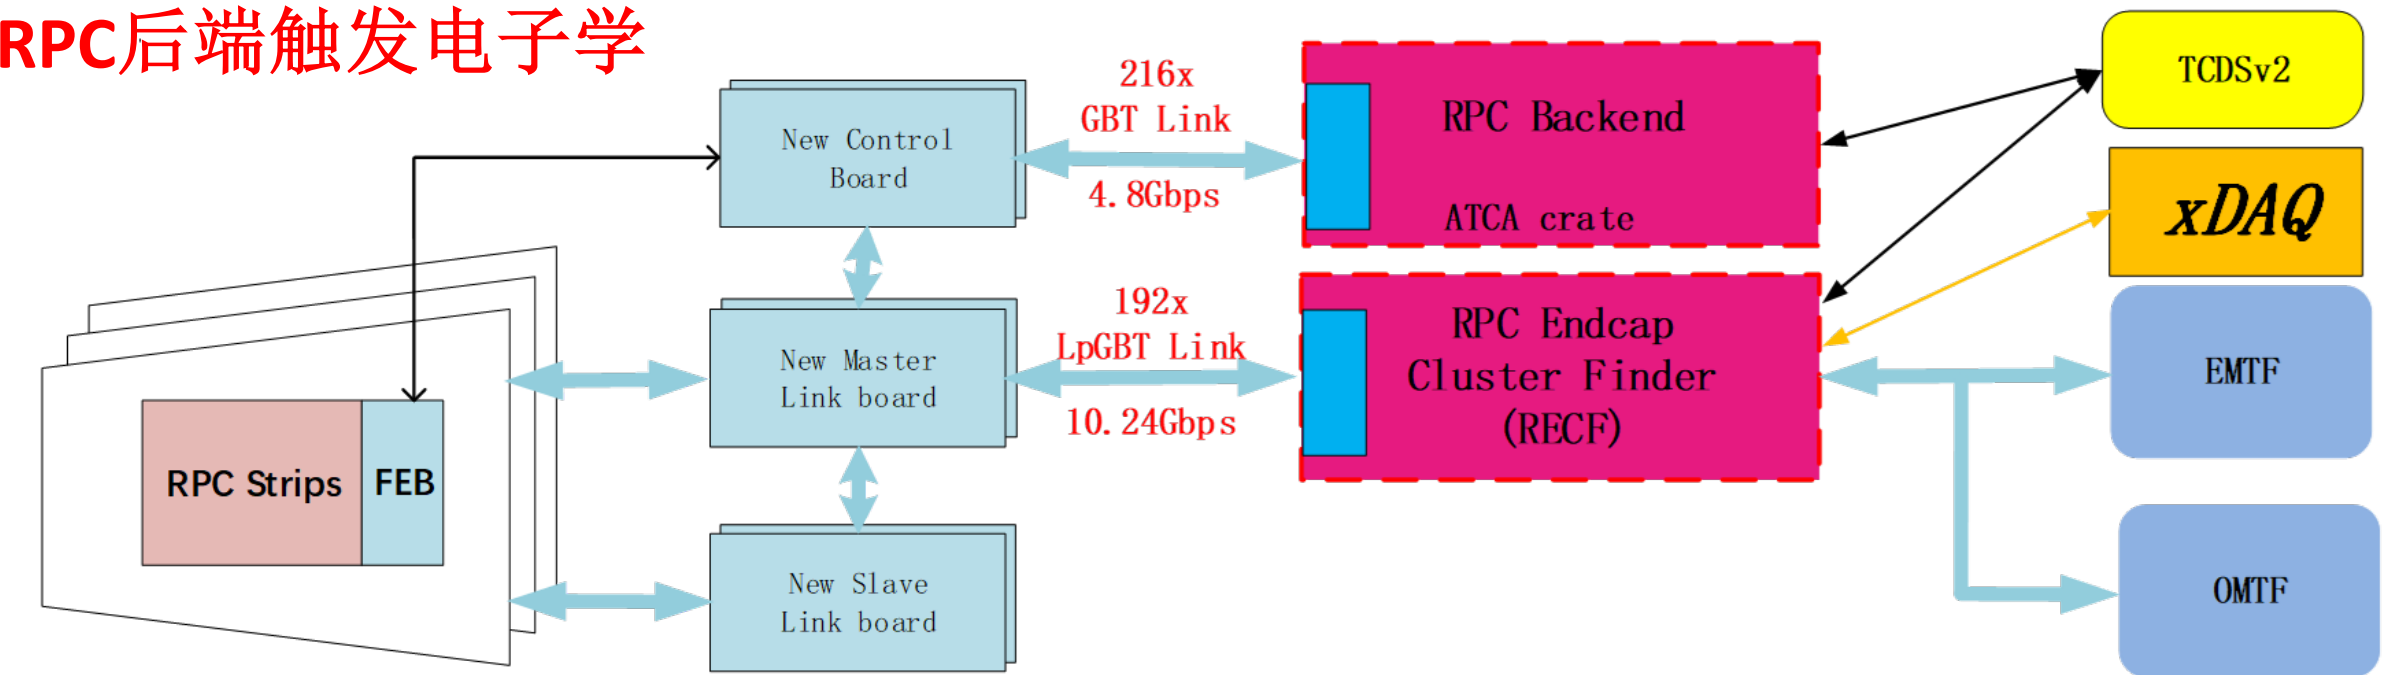 RPC后端触发电子学
New Control
Board
216x
GBT Link
4.8Gbps
RPC Backend
ATCA crate
TCDSv2
xDAQ
RPC Strips
FEB
New Master
Link board
192x
LpGBT Link
10.24Gbps
RPC Endcap
Cluster Finder
(RECF)
EMTF
New Slave
Link board
OMTF